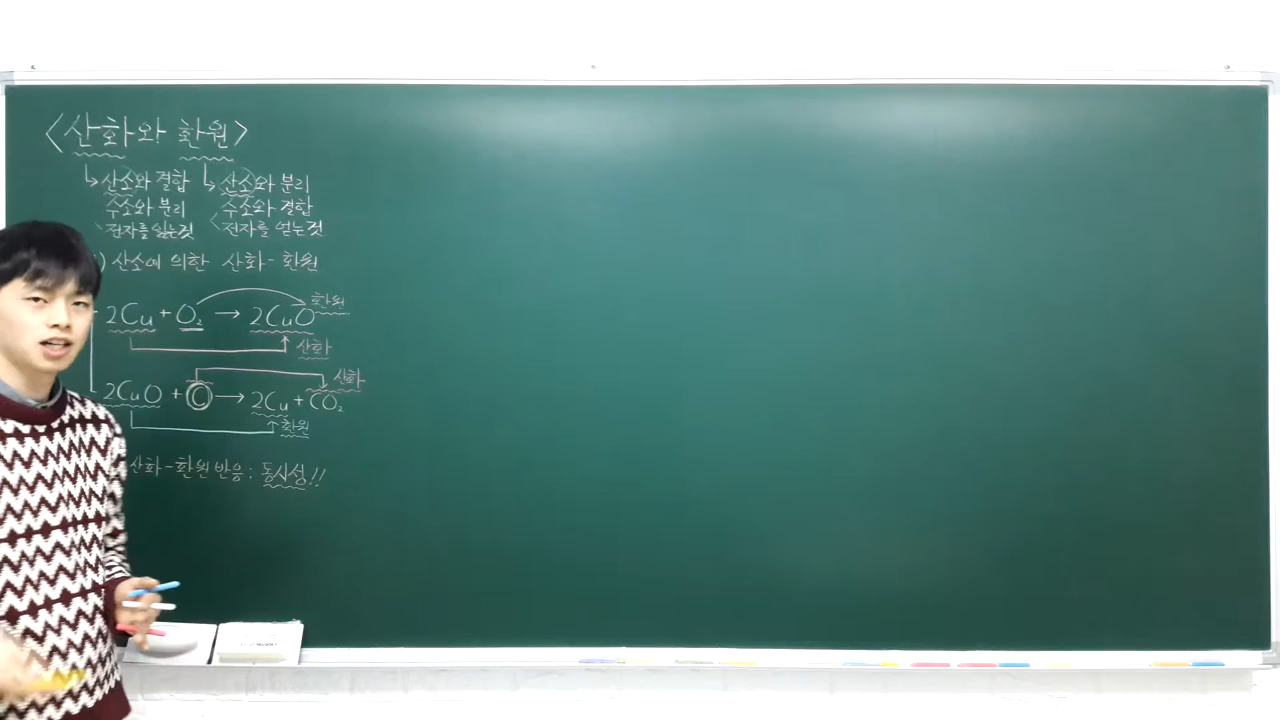 <산화와 환원>
↳산소와 결합 ↳산소와 분리
수소와 분리 수소와 결합
전자를 잃는것 전자를 얻는것
) 산소에 의한 산화-환원
환원
2Cu + O₂ → 2CuO
산화
산화
2CuO + C → 2Cu + CO₂
환원
산화-환원 반응 : 동시성!!